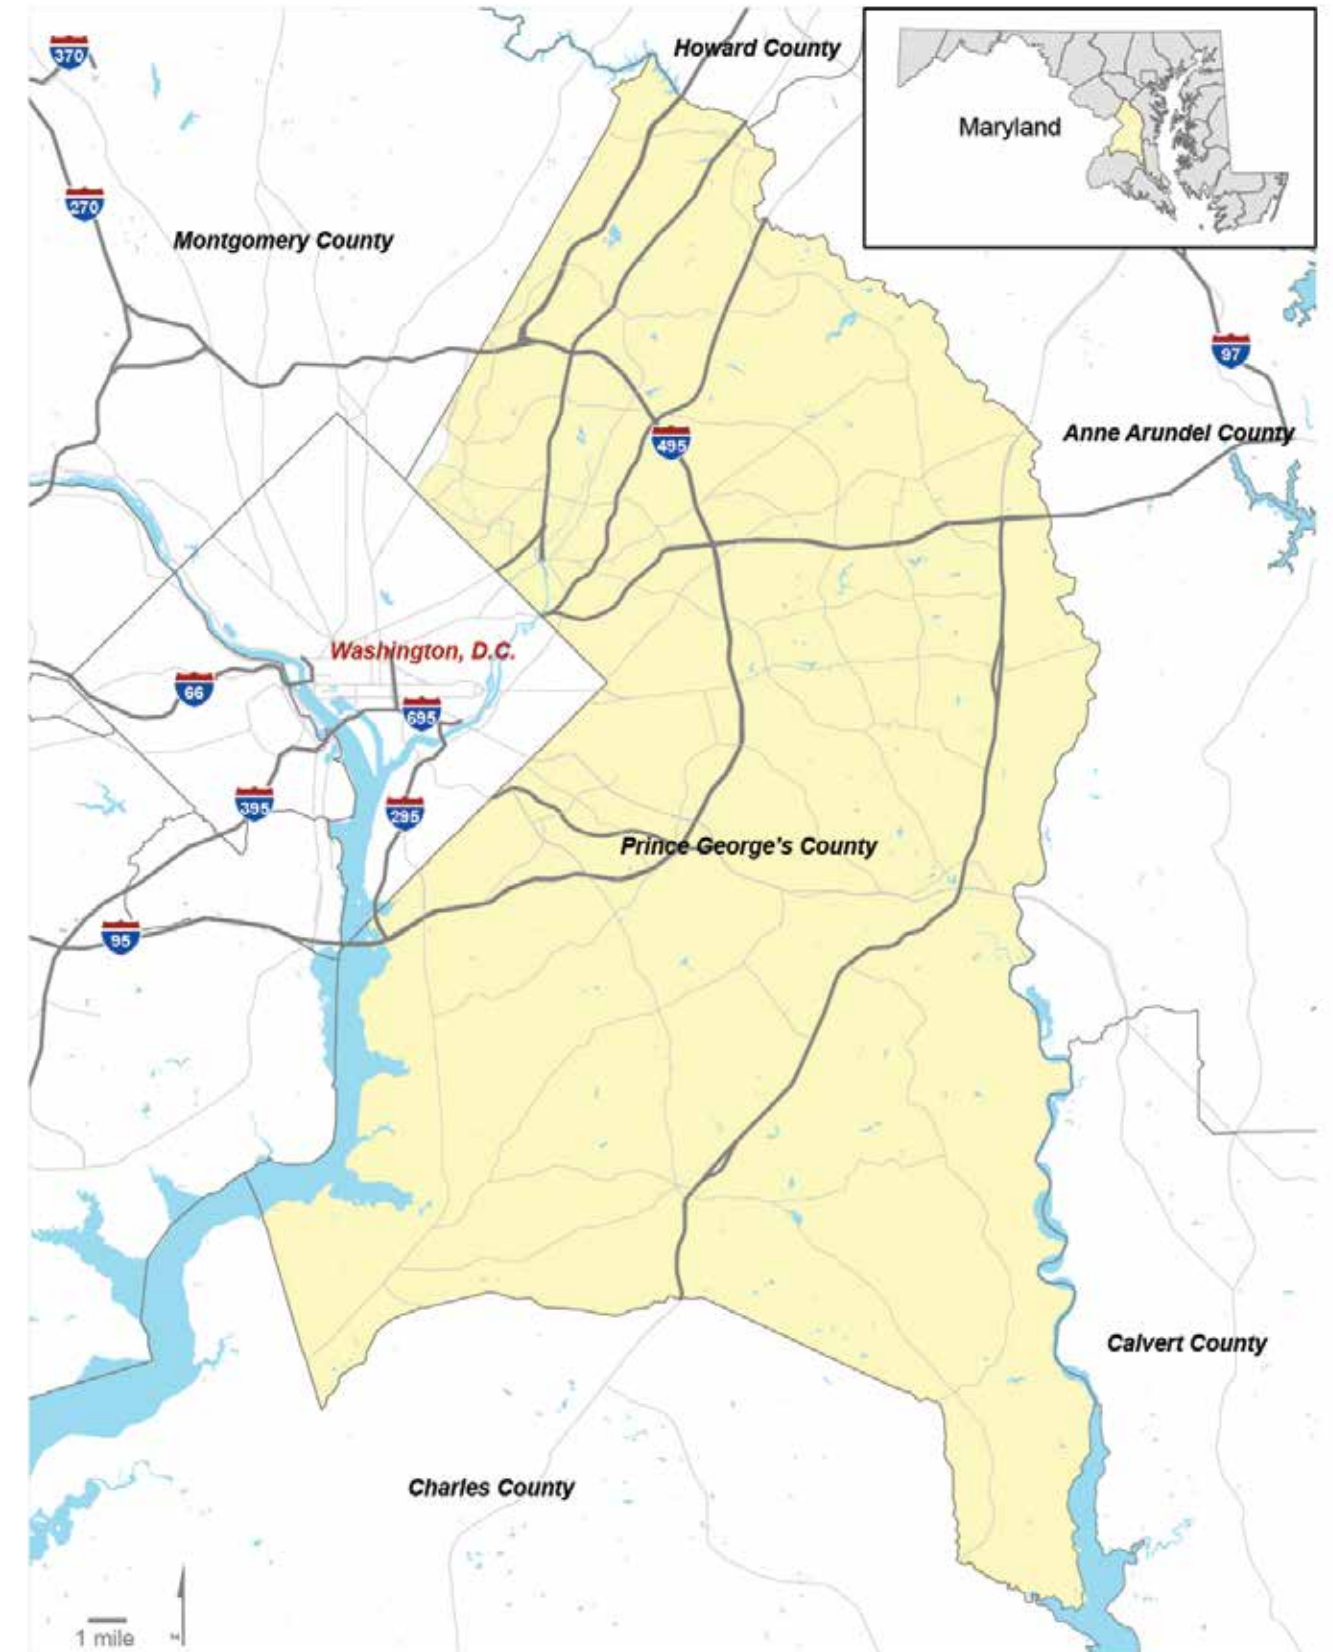 370
Howard County
Maryland
270
Montgomery County
97
Anne Arundel County
495
Washington, D.C.
66
695
395
295
Prince George's County
95
Calvert County
Charles County
1 mile
N